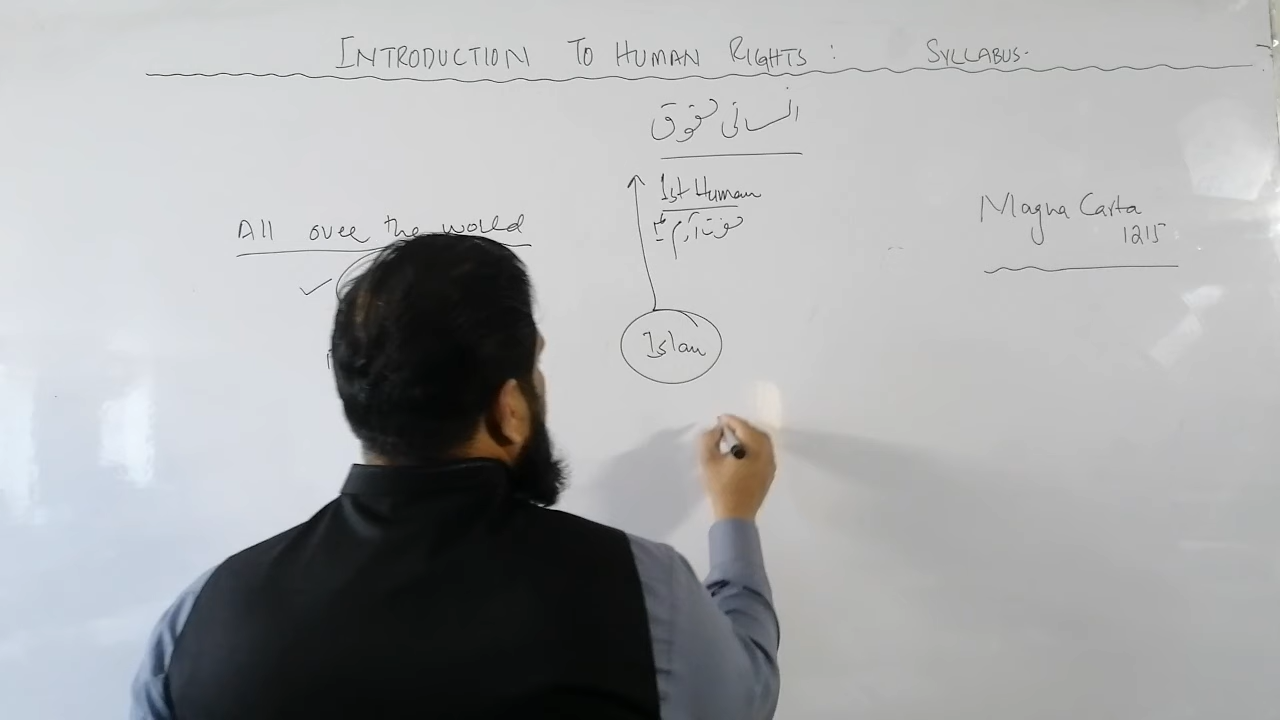 INTRODUCTION TO HUMAN RIGHTS : SYLLABUS.
انسانی حقوق
1st Human
حضرت آدمؑ
All over the world
Magna Carta
1215
Islam